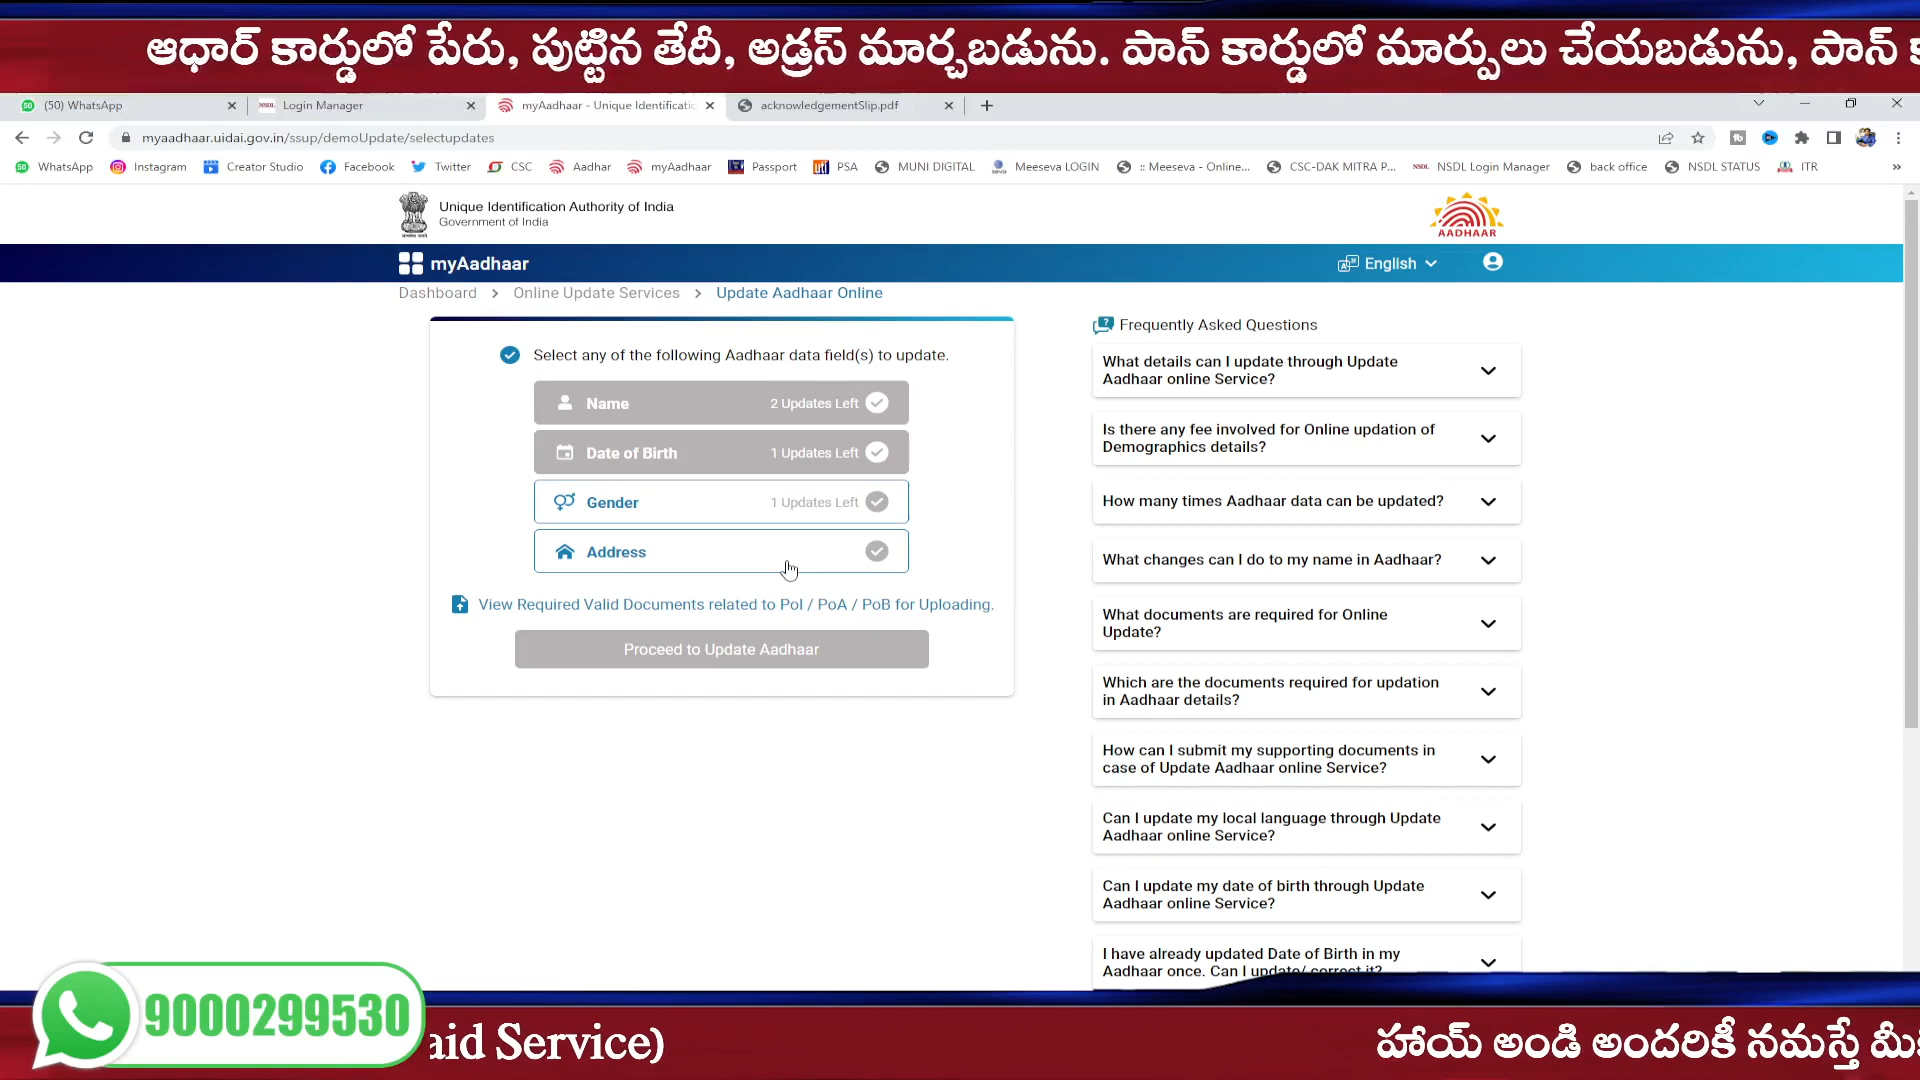 ఆధార్ కార్డులో పేరు, పుట్టిన తేదీ, అడ్రస్ మార్చబడును. పాన్ కార్డులో మార్పులు చేయబడును, పాన్
(50) WhatsApp
NSDL Login Manager
myAadhaar - Unique Identificatic
acknowledgementSlip.pdf
myaadhaar.uidai.gov.in/ssup/demoUpdate/selectupdates
WhatsApp Instagram Creator Studio Facebook Twitter CSC Aadhar myAadhaar Passport PSA MUNI DIGITAL Meeseva LOGIN :: Meeseva - Online... CSC-DAK MITRA P... NSDL NSDL Login Manager back office NSDL STATUS ITR »
Unique Identification Authority of India
Government of India
AADHAAR
myAadhaar
English
Dashboard > Online Update Services > Update Aadhaar Online
Select any of the following Aadhaar data field(s) to update.
Name 2 Updates Left
Date of Birth 1 Updates Left
Gender 1 Updates Left
Address
View Required Valid Documents related to PoI / PoA / PoB for Uploading.
Proceed to Update Aadhaar
Frequently Asked Questions
What details can I update through Update
Aadhaar online Service?
Is there any fee involved for Online updation of
Demographics details?
How many times Aadhaar data can be updated?
What changes can I do to my name in Aadhaar?
What documents are required for Online
Update?
Which are the documents required for updation
in Aadhaar details?
How can I submit my supporting documents in
case of Update Aadhaar online Service?
Can I update my local language through Update
Aadhaar online Service?
Can I update my date of birth through Update
Aadhaar online Service?
I have already updated Date of Birth in my
Aadhaar once. Can I update/ correct it?
9000299530
aid Service)
హాయ్ అండి అందరికీ నమస్తే